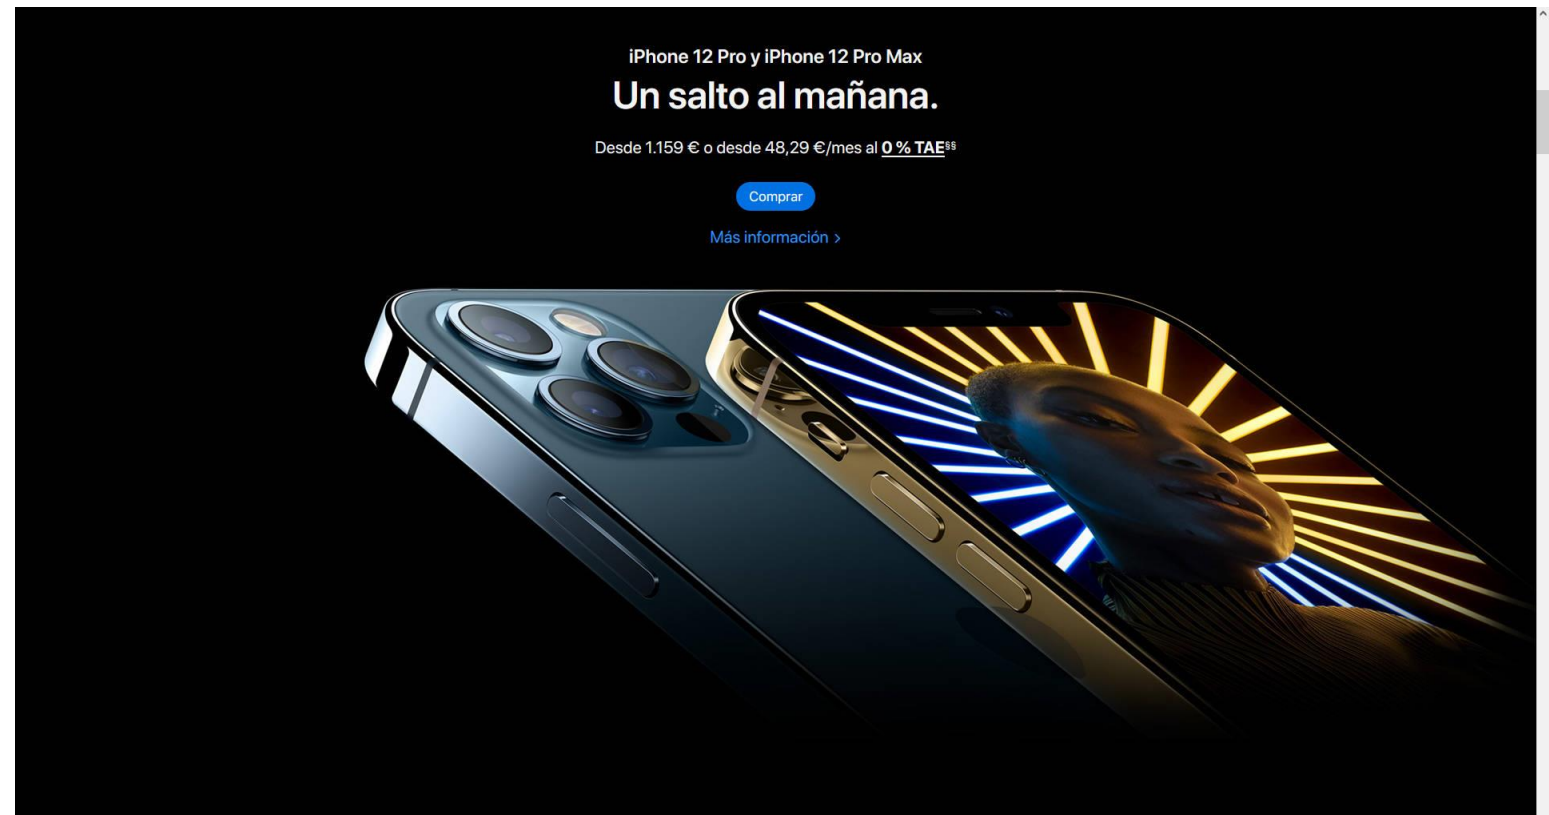 iPhone 12 Pro y iPhone 12 Pro Max
Un salto al mañana.
Desde 1.159 € o desde 48,29 €/mes al 0 % TAE§§
Comprar
Más información >